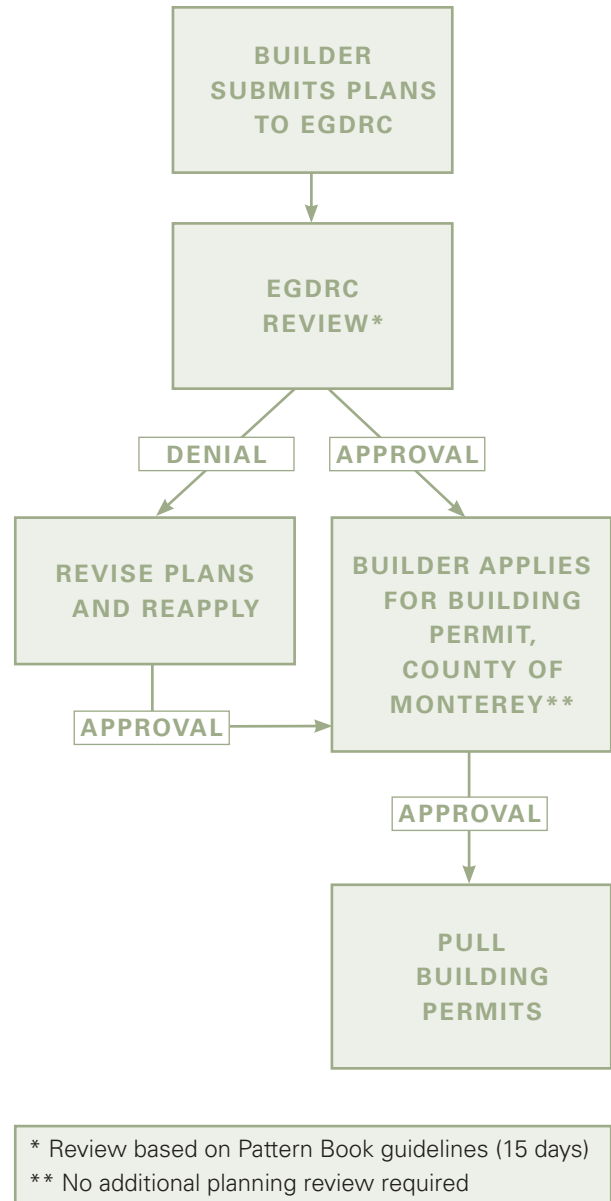 BUILDER
SUBMITS PLANS
TO EGDRC
EGDRC
REVIEW*
DENIAL
APPROVAL
REVISE PLANS
AND REAPPLY
BUILDER APPLIES
FOR BUILDING
PERMIT,
COUNTY OF
MONTEREY**
APPROVAL
APPROVAL
PULL
BUILDING
PERMITS
* Review based on Pattern Book guidelines (15 days)
** No additional planning review required